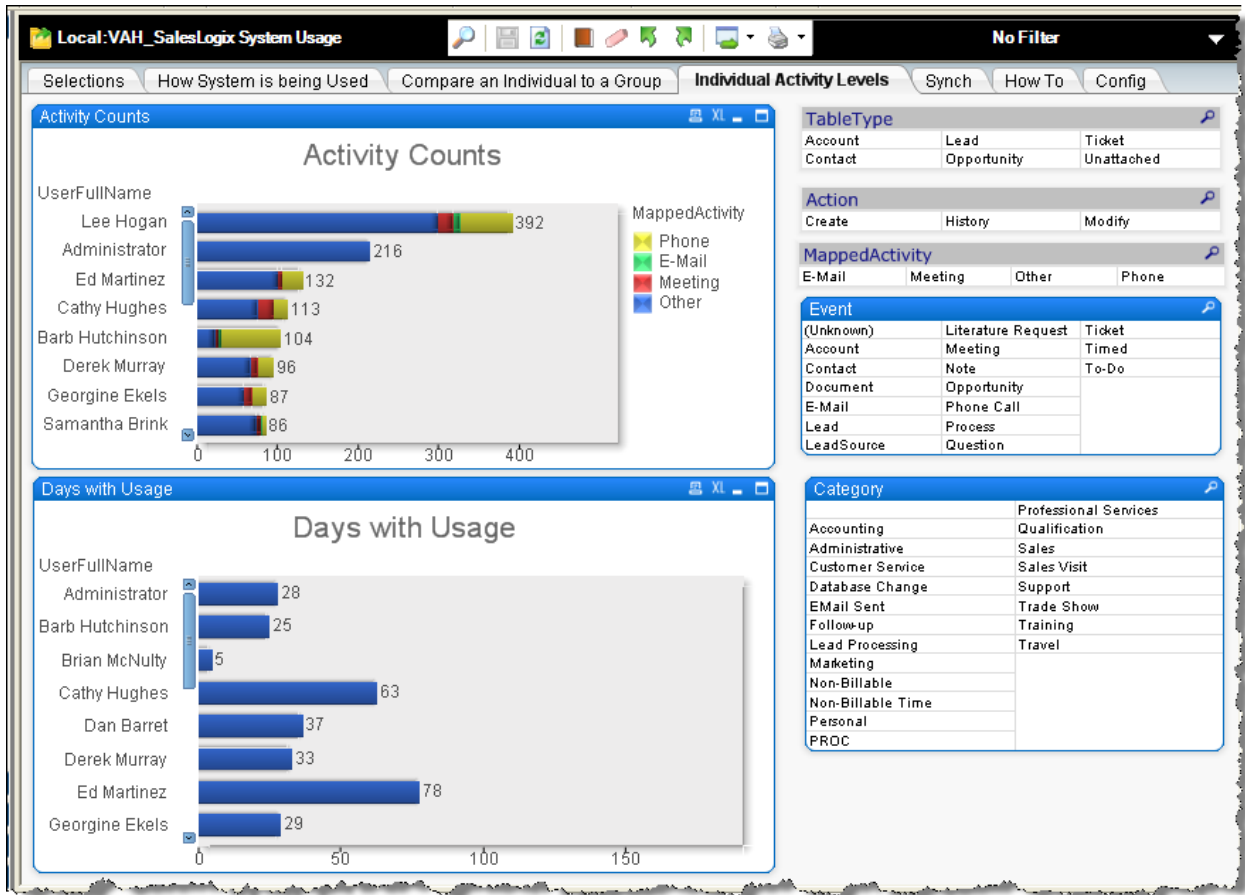 Local:VAH_SalesLogix System Usage
No Filter
Selections
How System is being Used
Compare an Individual to a Group
Individual Activity Levels
Synch
How To
Config
Activity Counts
XL
Activity Counts
UserFullName
Lee Hogan
392
Administrator
216
Ed Martinez
132
Cathy Hughes
113
Barb Hutchinson
104
Derek Murray
96
Georgine Ekels
87
Samantha Brink
86
0 100 200 300 400
MappedActivity
Phone
E-Mail
Meeting
Other
Days with Usage
XL
Days with Usage
UserFullName
Administrator
28
Barb Hutchinson
25
Brian McNulty
5
Cathy Hughes
63
Dan Barret
37
Derek Murray
33
Ed Martinez
78
Georgine Ekels
29
0 50 100 150
TableType
Account Lead Ticket
Contact Opportunity Unattached
Action
Create History Modify
MappedActivity
E-Mail Meeting Other Phone
Event
(Unknown) Literature Request Ticket
Account Meeting Timed
Contact Note To-Do
Document Opportunity
E-Mail Phone Call
Lead Process
LeadSource Question
Category
Professional Services
Accounting Qualification
Administrative Sales
Customer Service Sales Visit
Database Change Support
EMail Sent Trade Show
Follow-up Training
Lead Processing Travel
Marketing
Non-Billable
Non-Billable Time
Personal
PROC